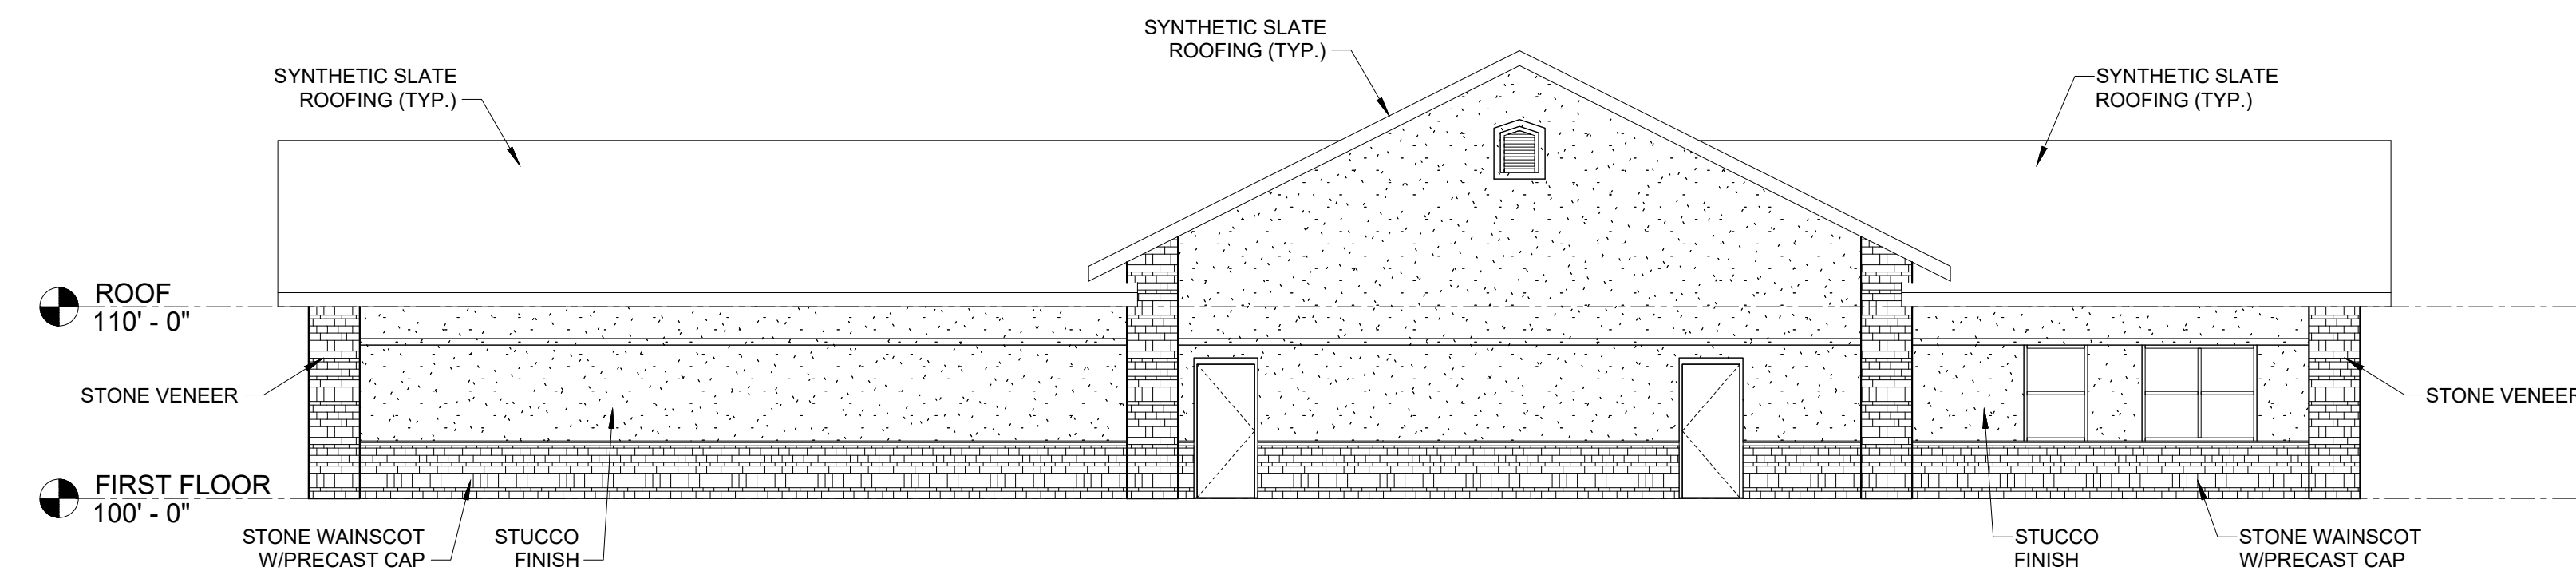 SYNTHETIC SLATE
ROOFING (TYP.)
SYNTHETIC SLATE
ROOFING (TYP.)
SYNTHETIC SLATE
ROOFING (TYP.)
ROOF
110' - 0"
STONE VENEER
STONE VENEER
FIRST FLOOR
100' - 0"
STONE WAINSCOT
W/PRECAST CAP
STUCCO
FINISH
STUCCO
FINISH
STONE WAINSCOT
W/PRECAST CAP